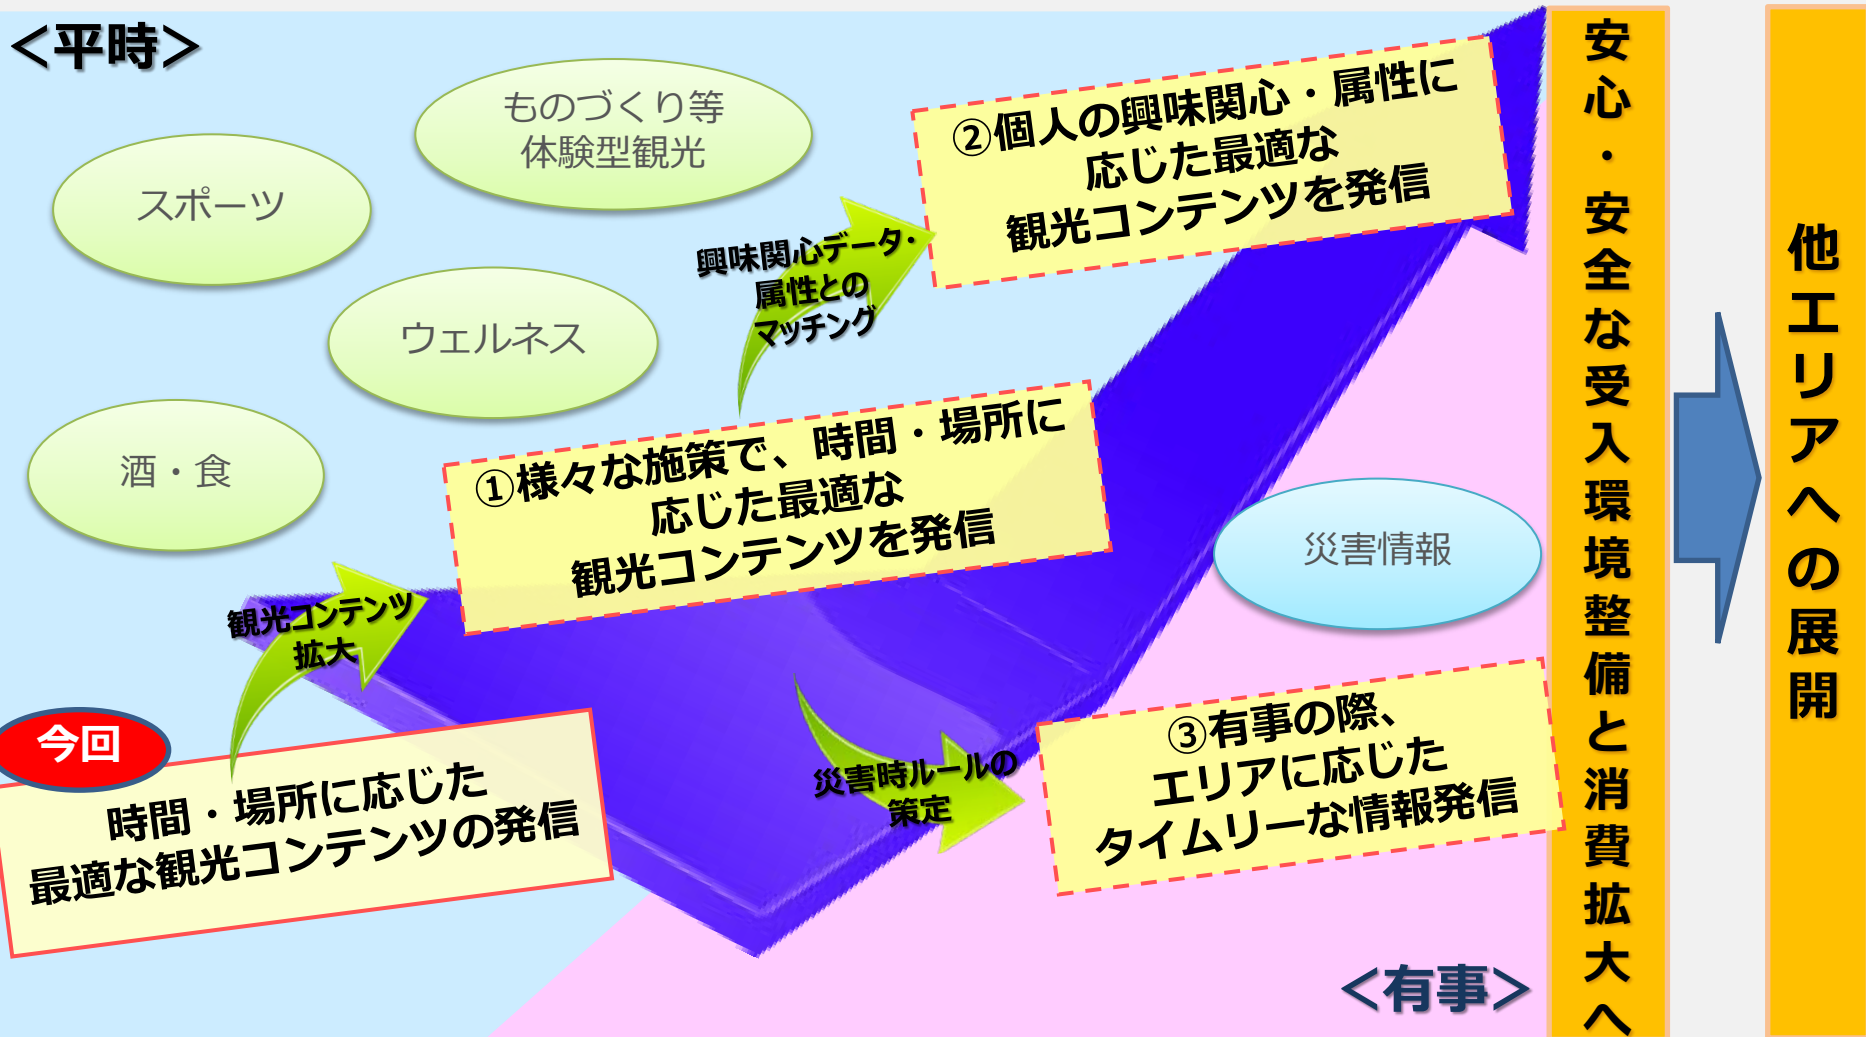 ＜平時＞
ものづくり等
体験型観光
スポーツ
ウェルネス
酒・食
②個人の興味関心・属性に
応じた最適な
観光コンテンツを発信
興味関心データ・
属性との
マッチング
①様々な施策で、時間・場所に
応じた最適な
観光コンテンツを発信
観光コンテンツ
拡大
今回
時間・場所に応じた
最適な観光コンテンツの発信
災害情報
災害時ルールの
策定
③有事の際、
エリアに応じた
タイムリーな情報発信
＜有事＞
安心・安全な受入環境整備と消費拡大へ
他エリアへの展開